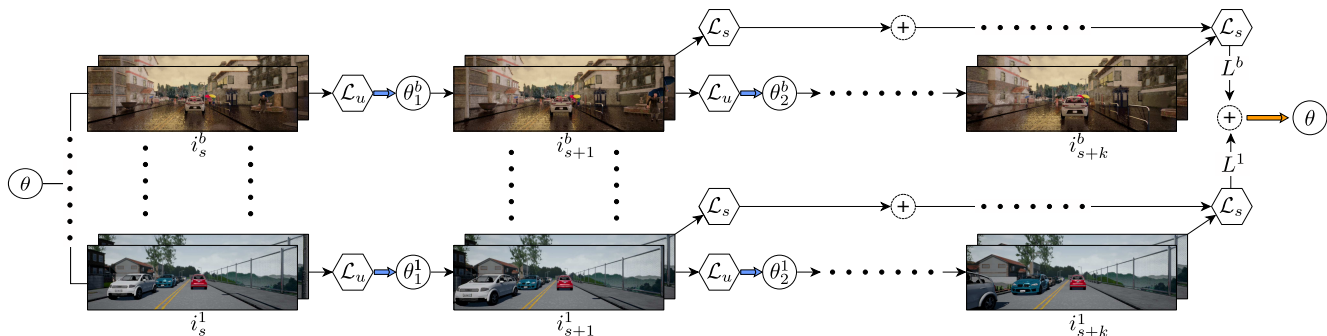 ℒ_s + ℒ_s
L^b
ℒ_u θ_1^b ℒ_u θ_2^b
+ θ
i_s^b i_{s+1}^b i_{s+k}^b
L^1
θ
ℒ_s + ℒ_s
ℒ_u θ_1^1 ℒ_u θ_2^1
i_s^1 i_{s+1}^1 i_{s+k}^1